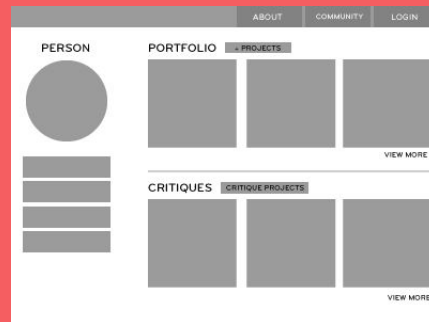 ABOUT COMMUNITY LOGIN
PERSON
PORTFOLIO + PROJECTS
VIEW MORE
CRITIQUES CRITIQUE PROJECTS
VIEW MORE